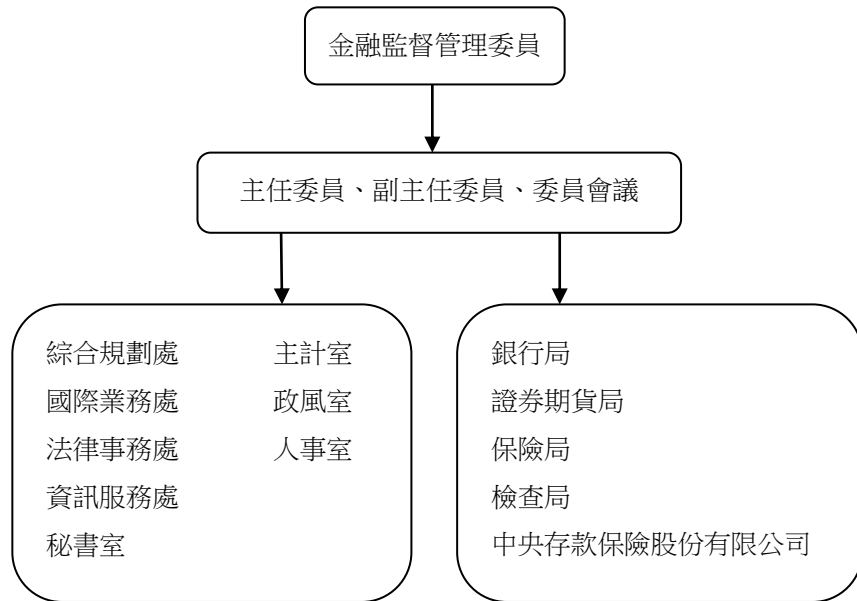 金融監督管理委員
主任委員、副主任委員、委員會議
綜合規劃處
國際業務處
法律事務處
資訊服務處
秘書室
主計室
政風室
人事室
銀行局
證券期貨局
保險局
檢查局
中央存款保險股份有限公司